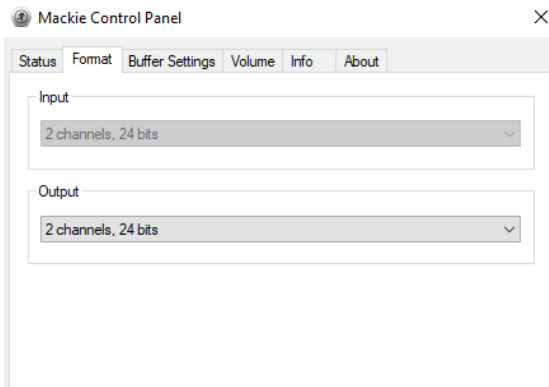 Mackie Control Panel
Status Format Buffer Settings Volume Info About
Input
2 channels, 24 bits
Output
2 channels, 24 bits